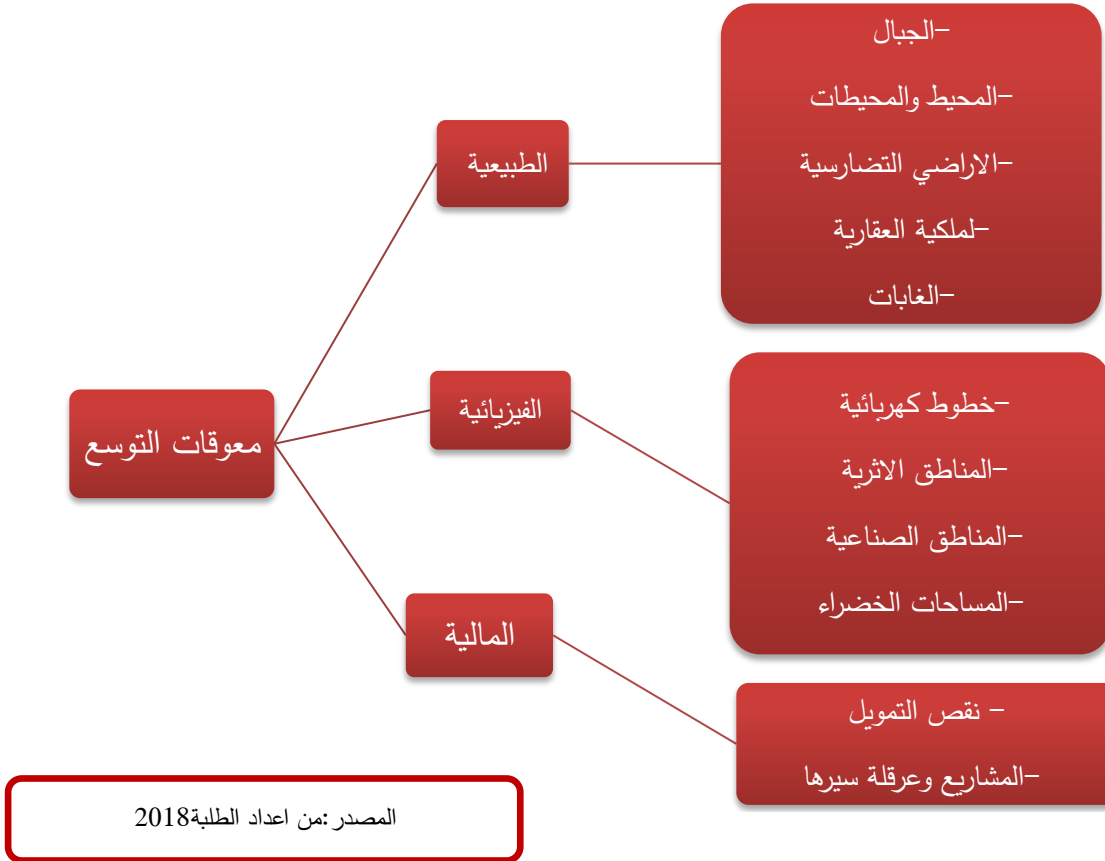 معوقات التوسع
الطبيعية
-الجبال
-المحيط والمحيطات
-الاراضي التضارسية
-لملكية العقارية
-الغابات
الفيزيائية
-خطوط كهربائية
-المناطق الاثرية
-المناطق الصناعية
-المساحات الخضراء
المالية
- نقص التمويل
-المشاريع وعرقلة سيرها
المصدر:من اعداد الطلبة2018